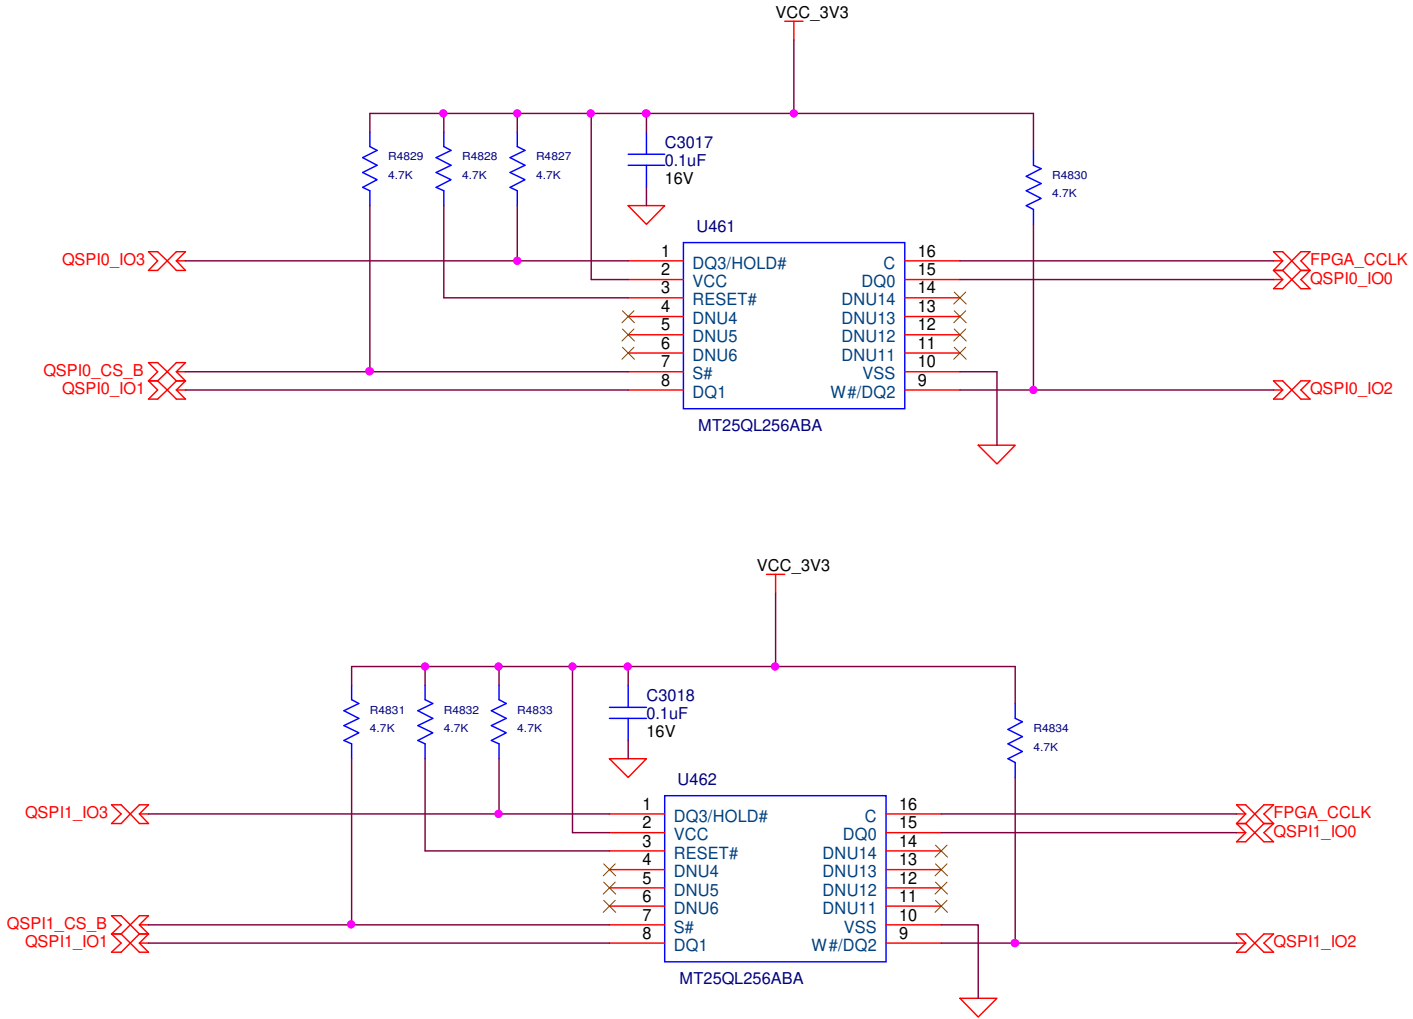 VCC_3V3
R4829
4.7K
R4828
4.7K
R4827
4.7K
C3017
0.1uF
16V
R4830
4.7K
U461
QSPI0_IO3
1
DQ3/HOLD#
2
VCC
3
RESET#
4
DNU4
5
DNU5
6
DNU6
QSPI0_CS_B
7
S#
QSPI0_IO1
8
DQ1
16
C
FPGA_CCLK
15
DQ0
QSPI0_IO0
14
DNU14
13
DNU13
12
DNU12
11
DNU11
10
VSS
9
W#/DQ2
QSPI0_IO2
MT25QL256ABA
VCC_3V3
R4831
4.7K
R4832
4.7K
R4833
4.7K
C3018
0.1uF
16V
R4834
4.7K
U462
QSPI1_IO3
1
DQ3/HOLD#
2
VCC
3
RESET#
4
DNU4
5
DNU5
6
DNU6
QSPI1_CS_B
7
S#
QSPI1_IO1
8
DQ1
16
C
FPGA_CCLK
15
DQ0
QSPI1_IO0
14
DNU14
13
DNU13
12
DNU12
11
DNU11
10
VSS
9
W#/DQ2
QSPI1_IO2
MT25QL256ABA